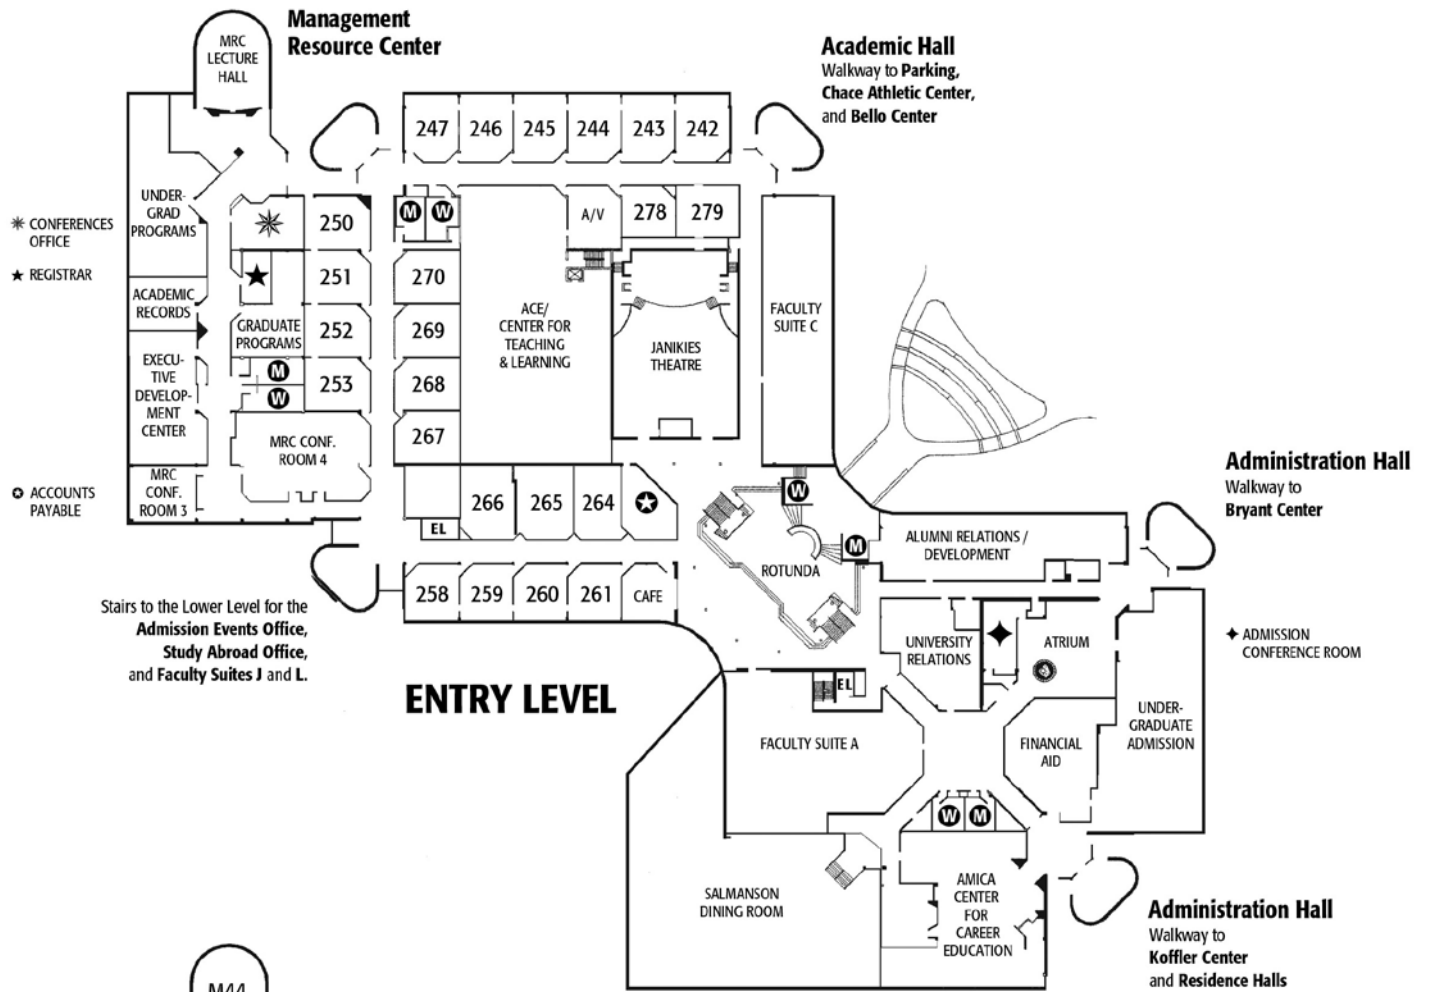 Management
Resource Center
MRC
LECTURE
HALL
Academic Hall
Walkway to Parking,
Chace Athletic Center,
and Bello Center
247
246
245
244
243
242
UNDER-
GRAD
PROGRAMS
CONFERENCES
OFFICE
REGISTRAR
250
M
W
A/V
278
279
251
270
ACADEMIC
RECORDS
GRADUATE
PROGRAMS
252
269
ACE/
CENTER FOR
TEACHING
& LEARNING
JANIKIES
THEATRE
FACULTY
SUITE C
EXECU-
TIVE
DEVELOP-
MENT
CENTER
M
W
253
268
267
MRC CONF.
ROOM 4
MRC
CONF.
ROOM 3
ACCOUNTS
PAYABLE
EL
266
265
264
W
M
ROTUNDA
ALUMNI RELATIONS /
DEVELOPMENT
Administration Hall
Walkway to
Bryant Center
258
259
260
261
CAFE
Stairs to the Lower Level for the
Admission Events Office,
Study Abroad Office,
and Faculty Suites J and L.
UNIVERSITY
RELATIONS
ATRIUM
ADMISSION
CONFERENCE ROOM
ENTRY LEVEL
EL
FACULTY SUITE A
FINANCIAL
AID
UNDER-
GRADUATE
ADMISSION
W
M
SALMANSON
DINING ROOM
AMICA
CENTER
FOR
CAREER
EDUCATION
Administration Hall
Walkway to
Koffler Center
and Residence Halls
M44